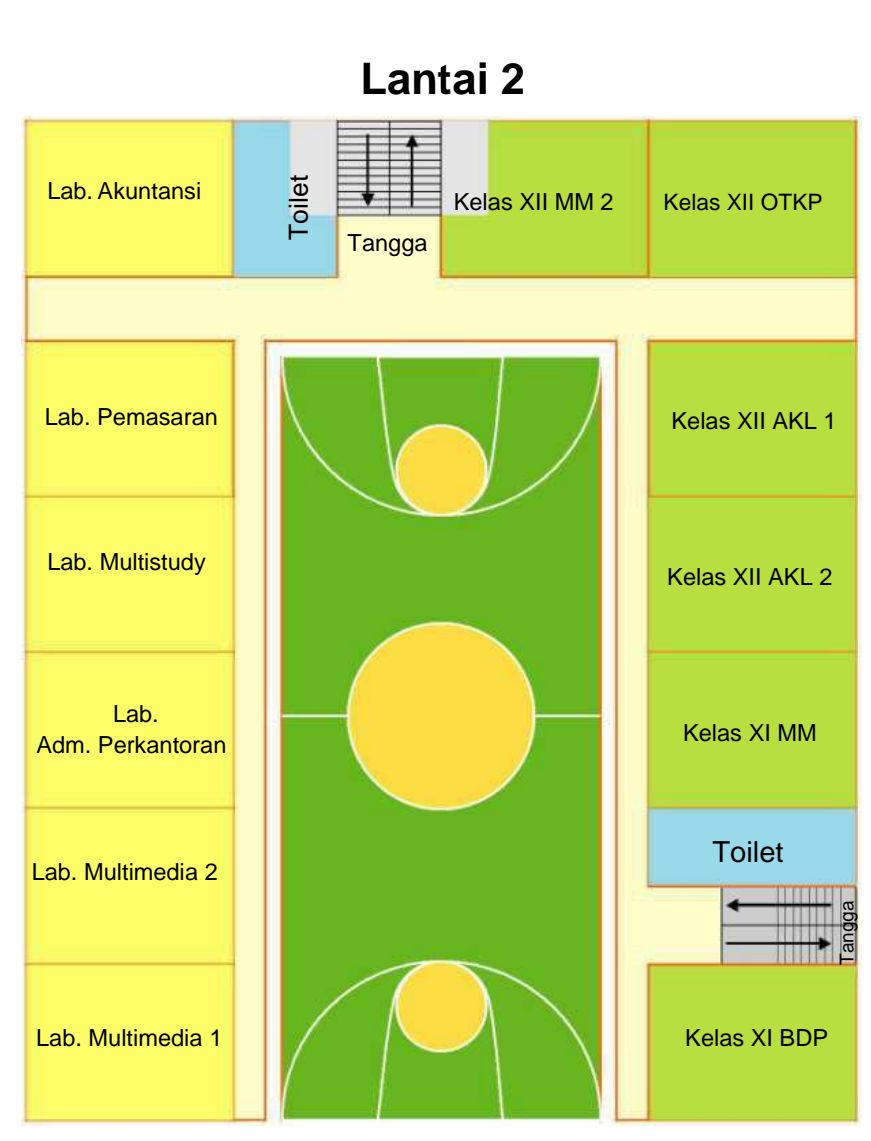 Lantai 2
Lab. Akuntansi
Toilet
Tangga
Kelas XII MM 2
Kelas XII OTKP
Lab. Pemasaran
Kelas XII AKL 1
Lab. Multistudy
Kelas XII AKL 2
Lab.
Adm. Perkantoran
Kelas XI MM
Lab. Multimedia 2
Toilet
Tangga
Lab. Multimedia 1
Kelas XI BDP